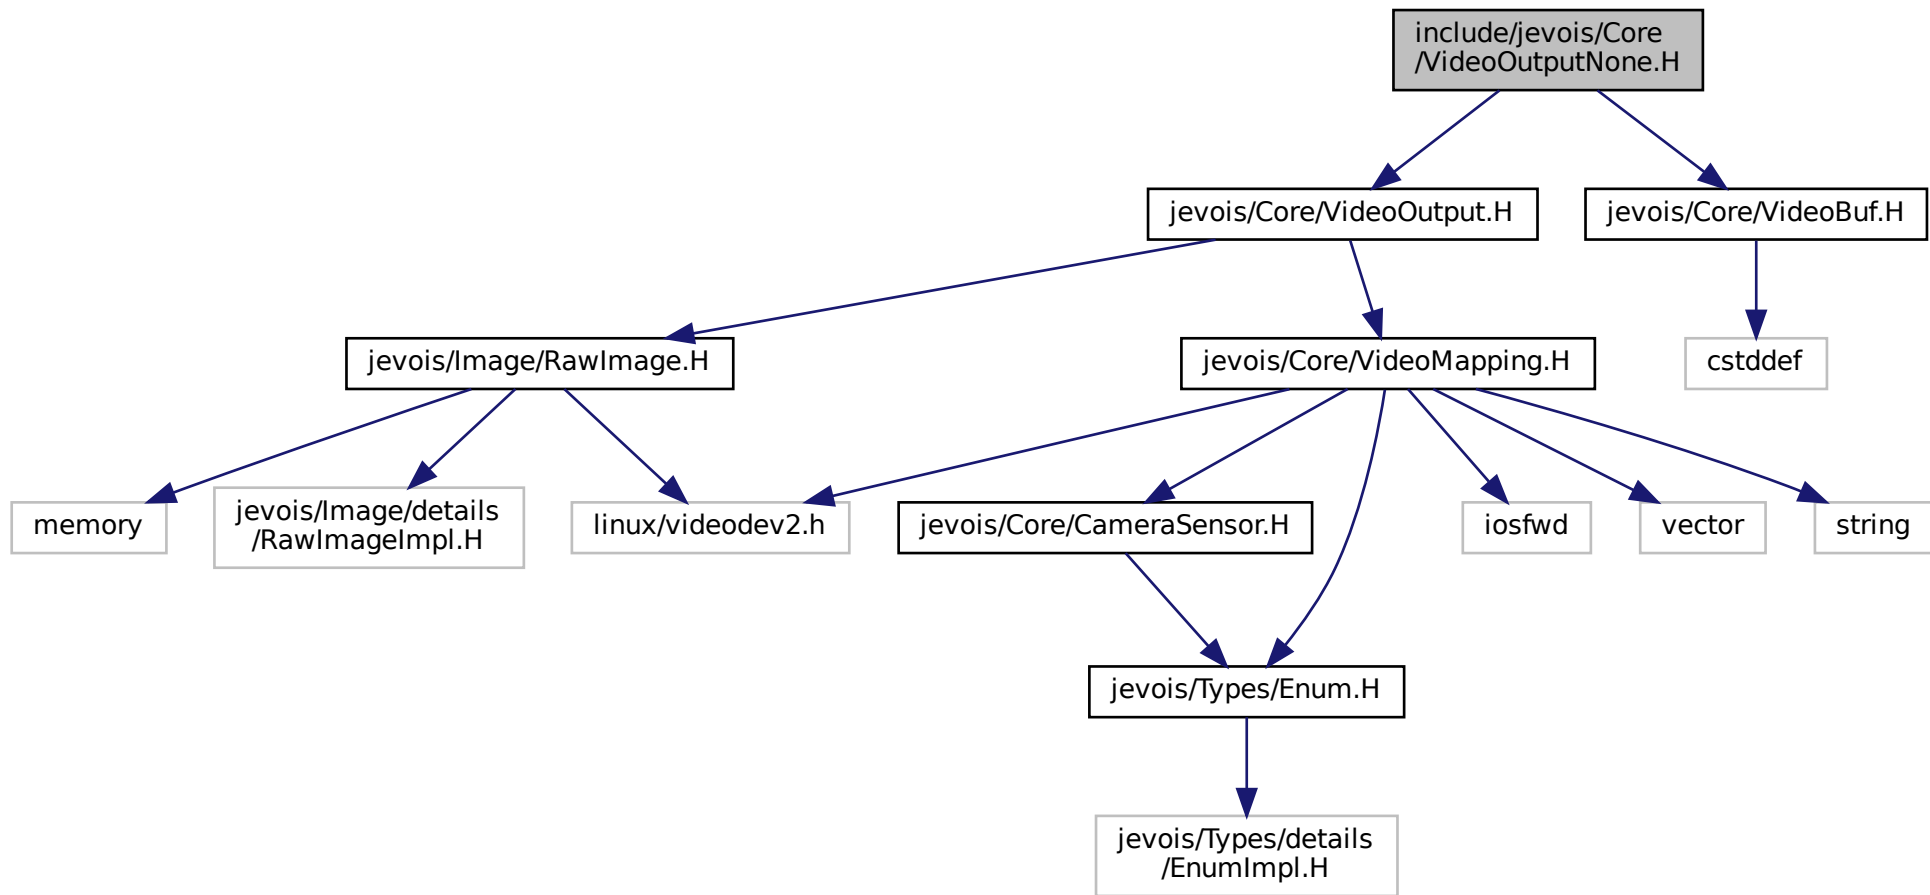 include/jevois/Core
/VideoOutputNone.H
jevois/Core/VideoOutput.H
jevois/Core/VideoBuf.H
jevois/Image/RawImage.H
jevois/Core/VideoMapping.H
cstddef
memory
jevois/Image/details
/RawImageImpl.H
linux/videodev2.h
jevois/Core/CameraSensor.H
iosfwd
vector
string
jevois/Types/Enum.H
jevois/Types/details
/EnumImpl.H